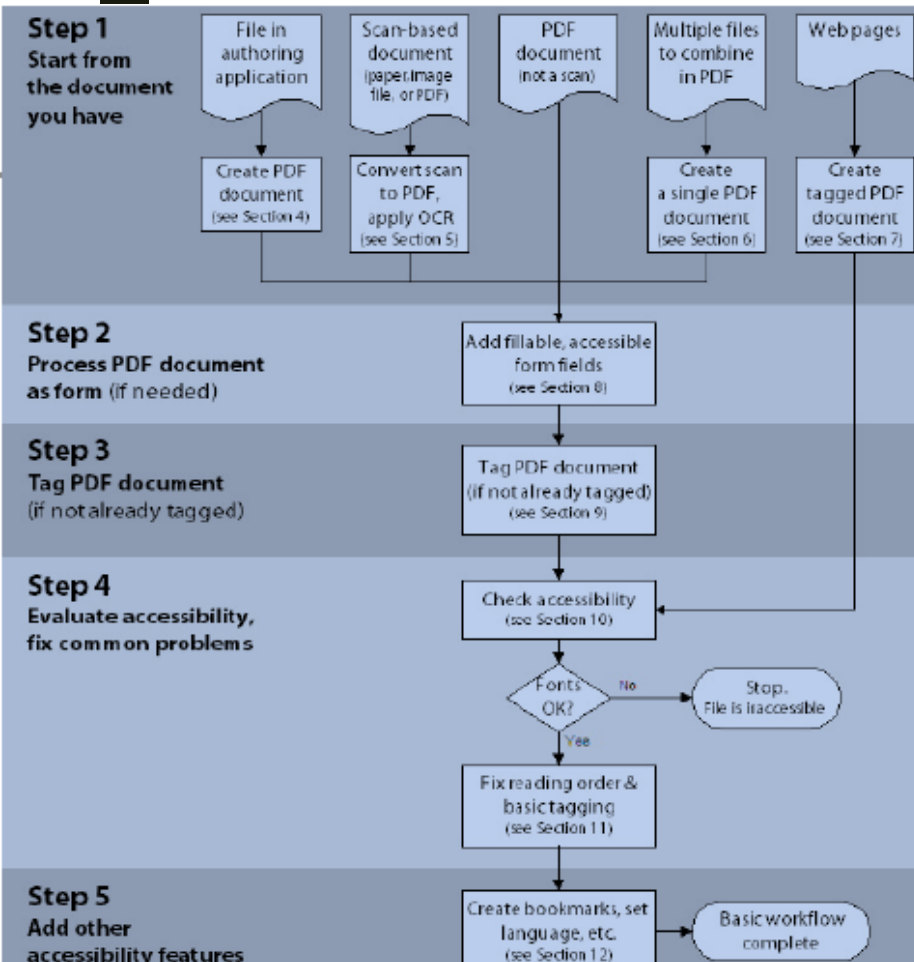 Step 1
Start from
the document
you have
File in
authoring
application
Scan-based
document
(paper, image
file, or PDF)
PDF
document
(not a scan)
Multiple files
to combine
in PDF
Web pages
Create PDF
document
(see Section 4)
Convert scan
to PDF,
apply OCR
(see Section 5)
Create
a single PDF
document
(see Section 6)
Create
tagged PDF
document
(see Section 7)
Step 2
Process PDF document
as form (if needed)
Add fillable, accessible
form fields
(see Section 8)
Step 3
Tag PDF document
(if not already tagged)
Tag PDF document
(if not already tagged)
(see Section 9)
Step 4
Evaluate accessibility,
fix common problems
Check accessibility
(see Section 10)
Fonts
OK?
No
Stop.
File is inaccessible
Yes
Fix reading order &
basic tagging
(see Section 11)
Step 5
Add other
accessibility features
Create bookmarks, set
language, etc.
(see Section 12)
Basic workflow
complete